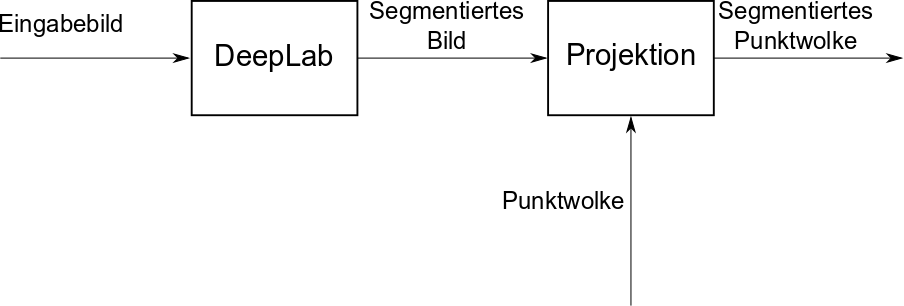 Eingabebild
DeepLab
Segmentiertes
Bild
Projektion
Segmentiertes
Punktwolke
Punktwolke